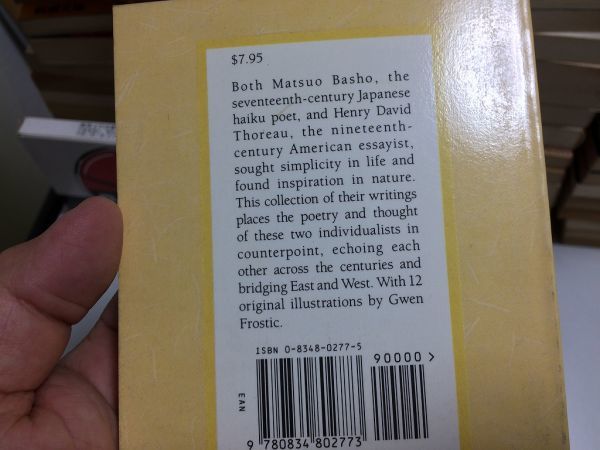 $7.95
Both Matsuo Basho, the
seventeenth-century Japanese
haiku poet, and Henry David
Thoreau, the nineteenth-
century American essayist,
sought simplicity in life and
found inspiration in nature.
This collection of their writings
places the poetry and thought
of these two individualists in
counterpoint, echoing each
other across the centuries and
bridging East and West. With 12
original illustrations by Gwen
Frostic.
ISBN 0-8348-0277-5
90000>
EAN
9 780834 802773